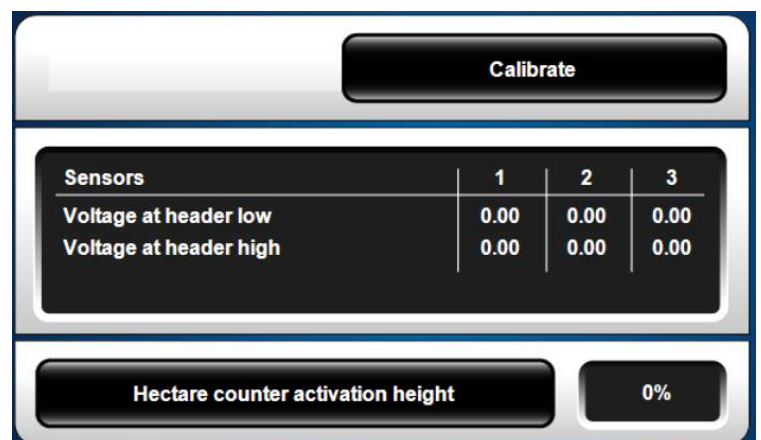 Calibrate
Sensors 1 2 3
Voltage at header low 0.00 0.00 0.00
Voltage at header high 0.00 0.00 0.00
Hectare counter activation height 0%